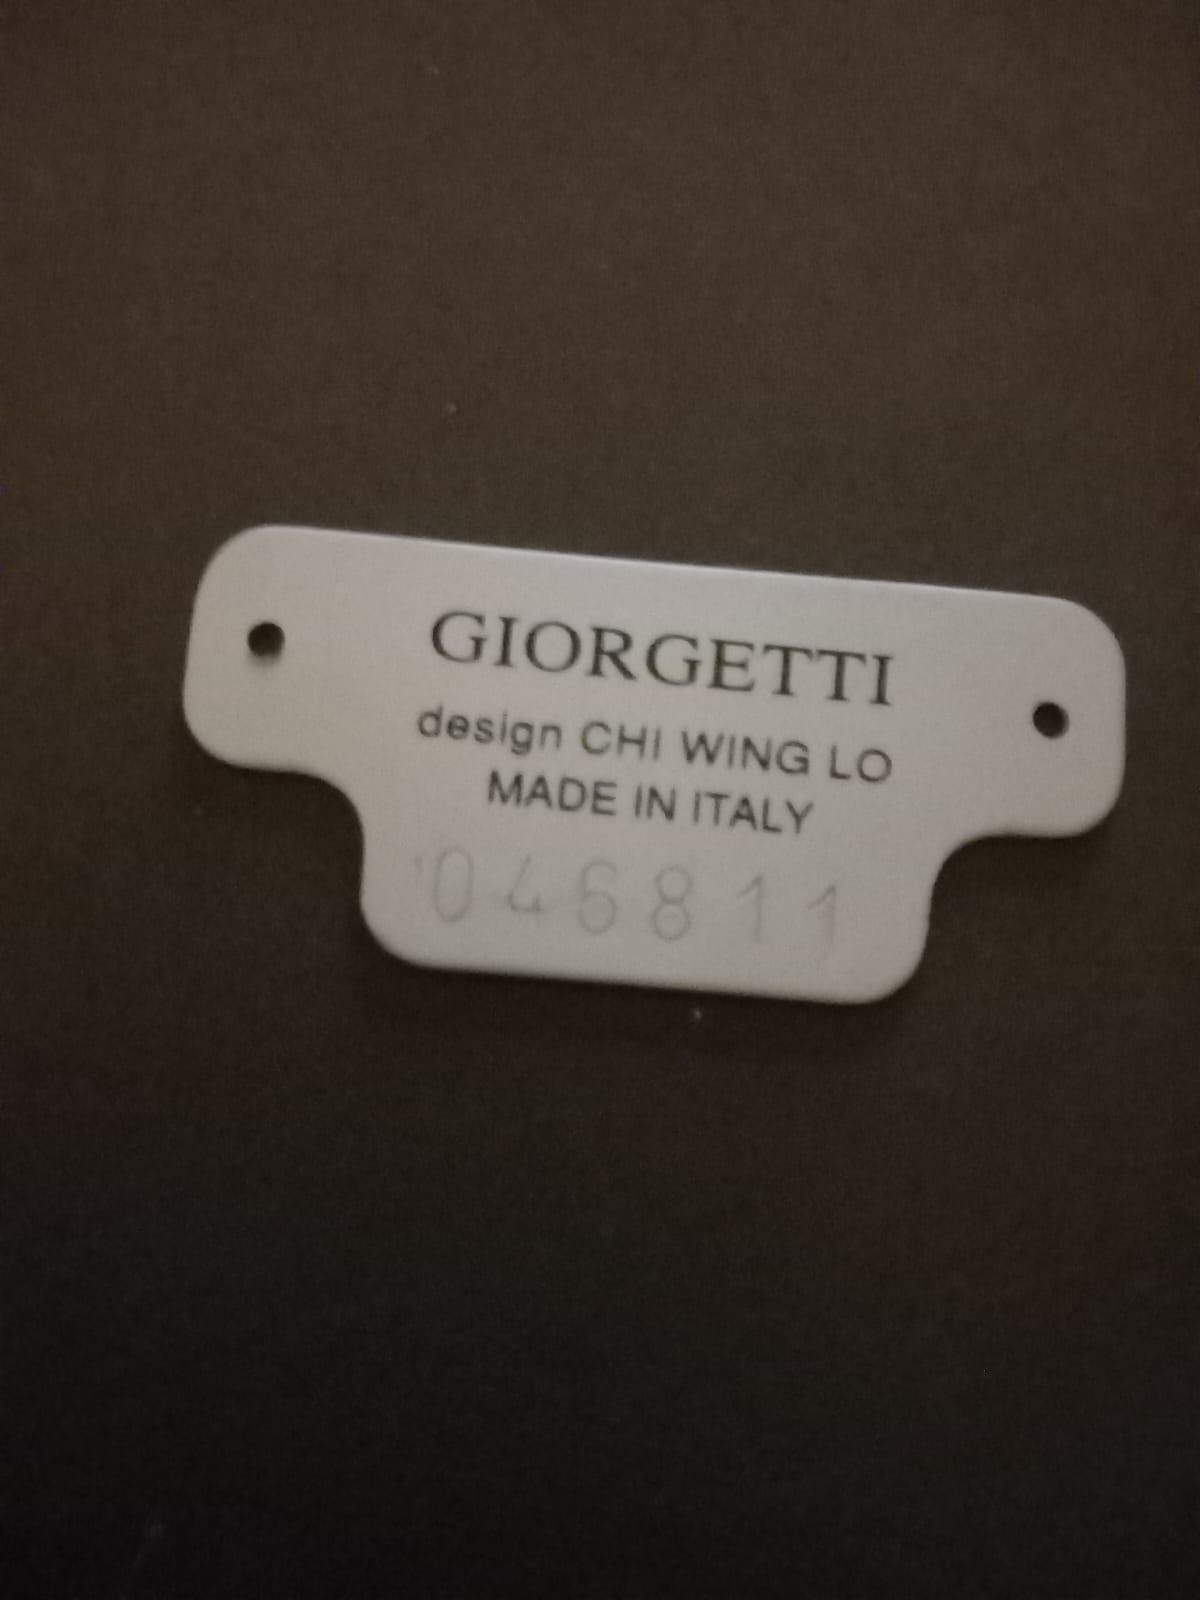 GIORGETTI
design CHI WING LO
MADE IN ITALY
046811